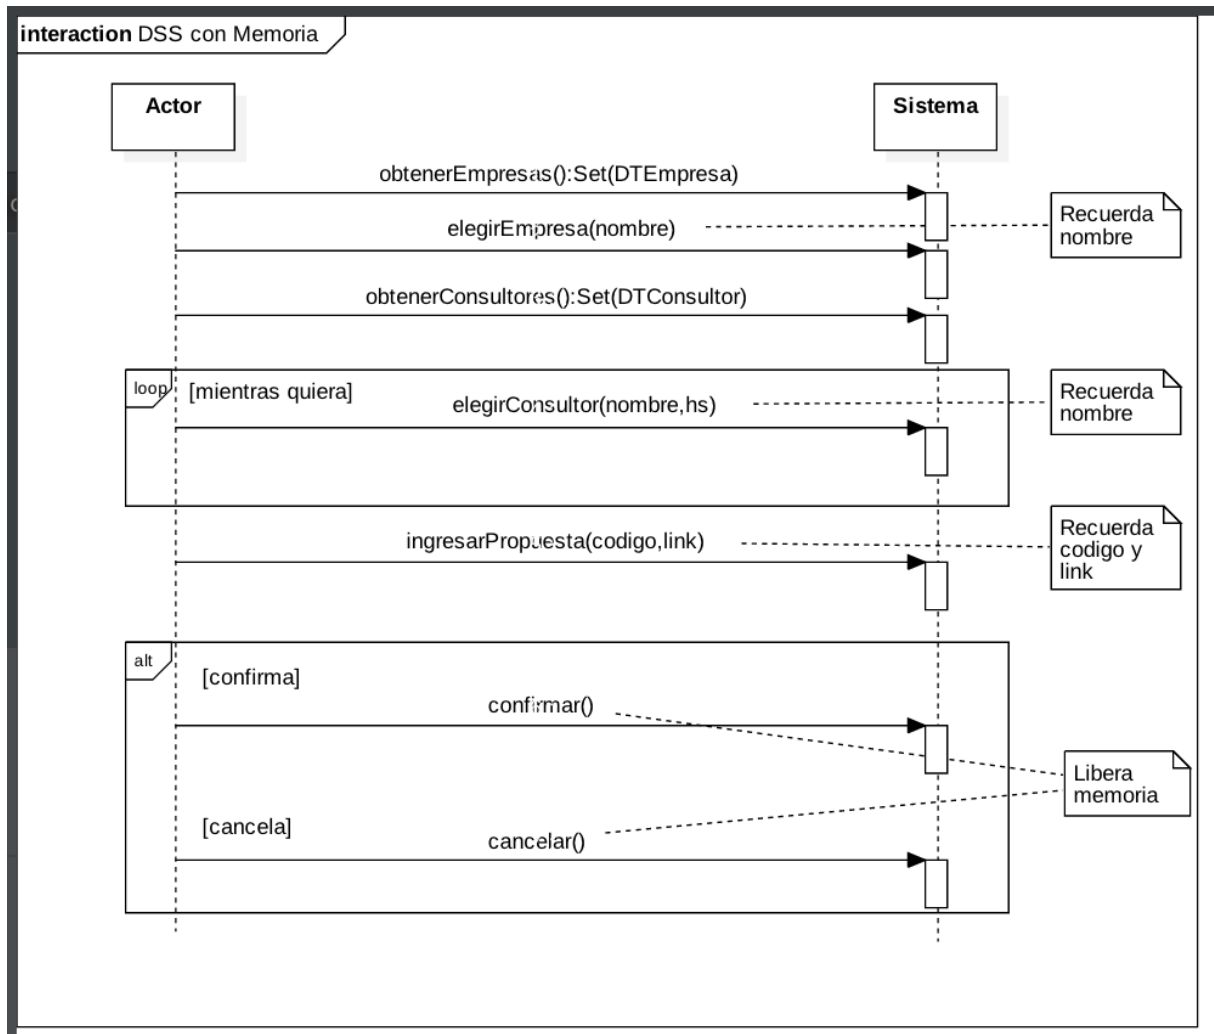 interaction DSS con Memoria
Actor
Sistema
obtenerEmpresas():Set(DTEmpresa)
elegirEmpresa(nombre)
Recuerda
nombre
obtenerConsultores():Set(DTConsultor)
loop
[mientras quiera]
elegirConsultor(nombre,hs)
Recuerda
nombre
ingresarPropuesta(codigo,link)
Recuerda
codigo y
link
alt
[confirma]
confirmar()
Libera
memoria
[cancela]
cancelar()